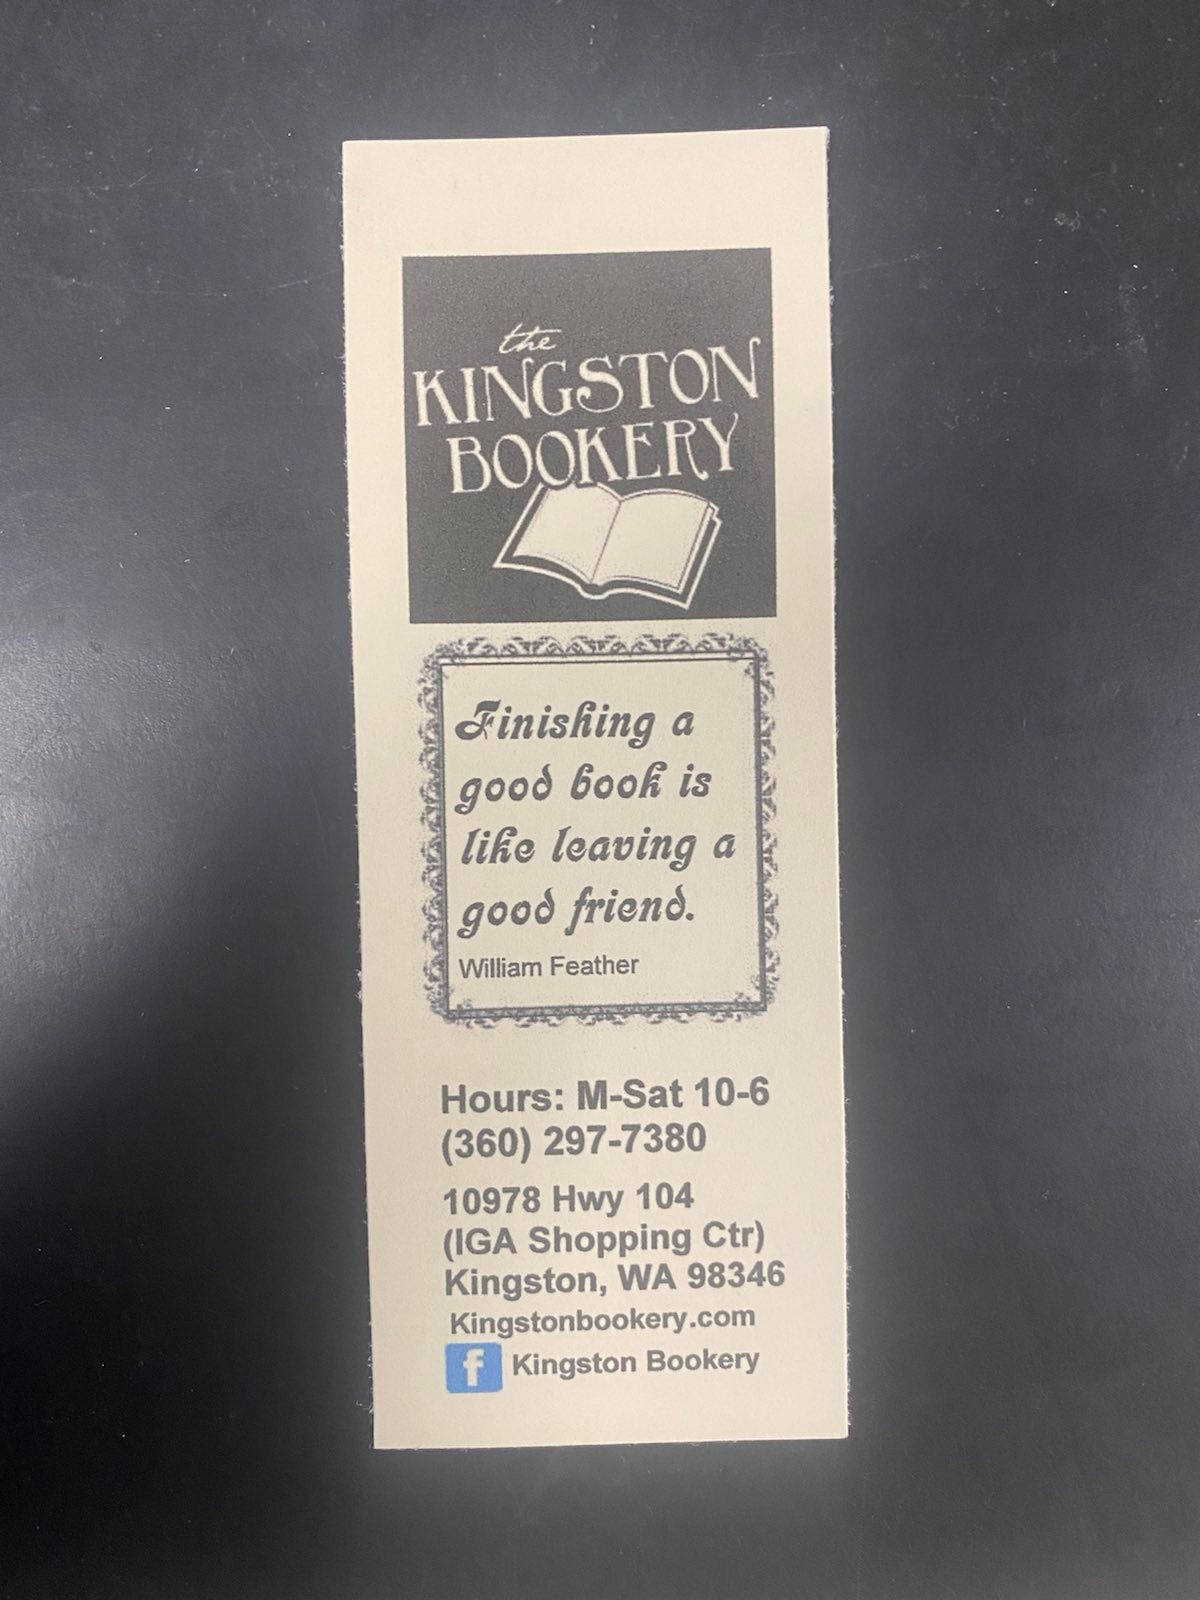 the
KINGSTON
BOOKERY
Finishing a
good book is
like leaving a
good friend.
William Feather
Hours: M-Sat 10-6
(360) 297-7380
10978 Hwy 104
(IGA Shopping Ctr)
Kingston, WA 98346
Kingstonbookery.com
f Kingston Bookery